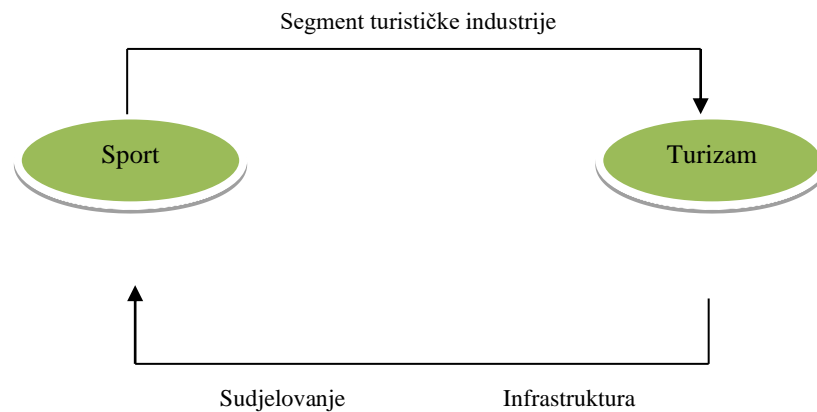 Segment turističke industrije
Sport
Turizam
Sudjelovanje
Infrastruktura